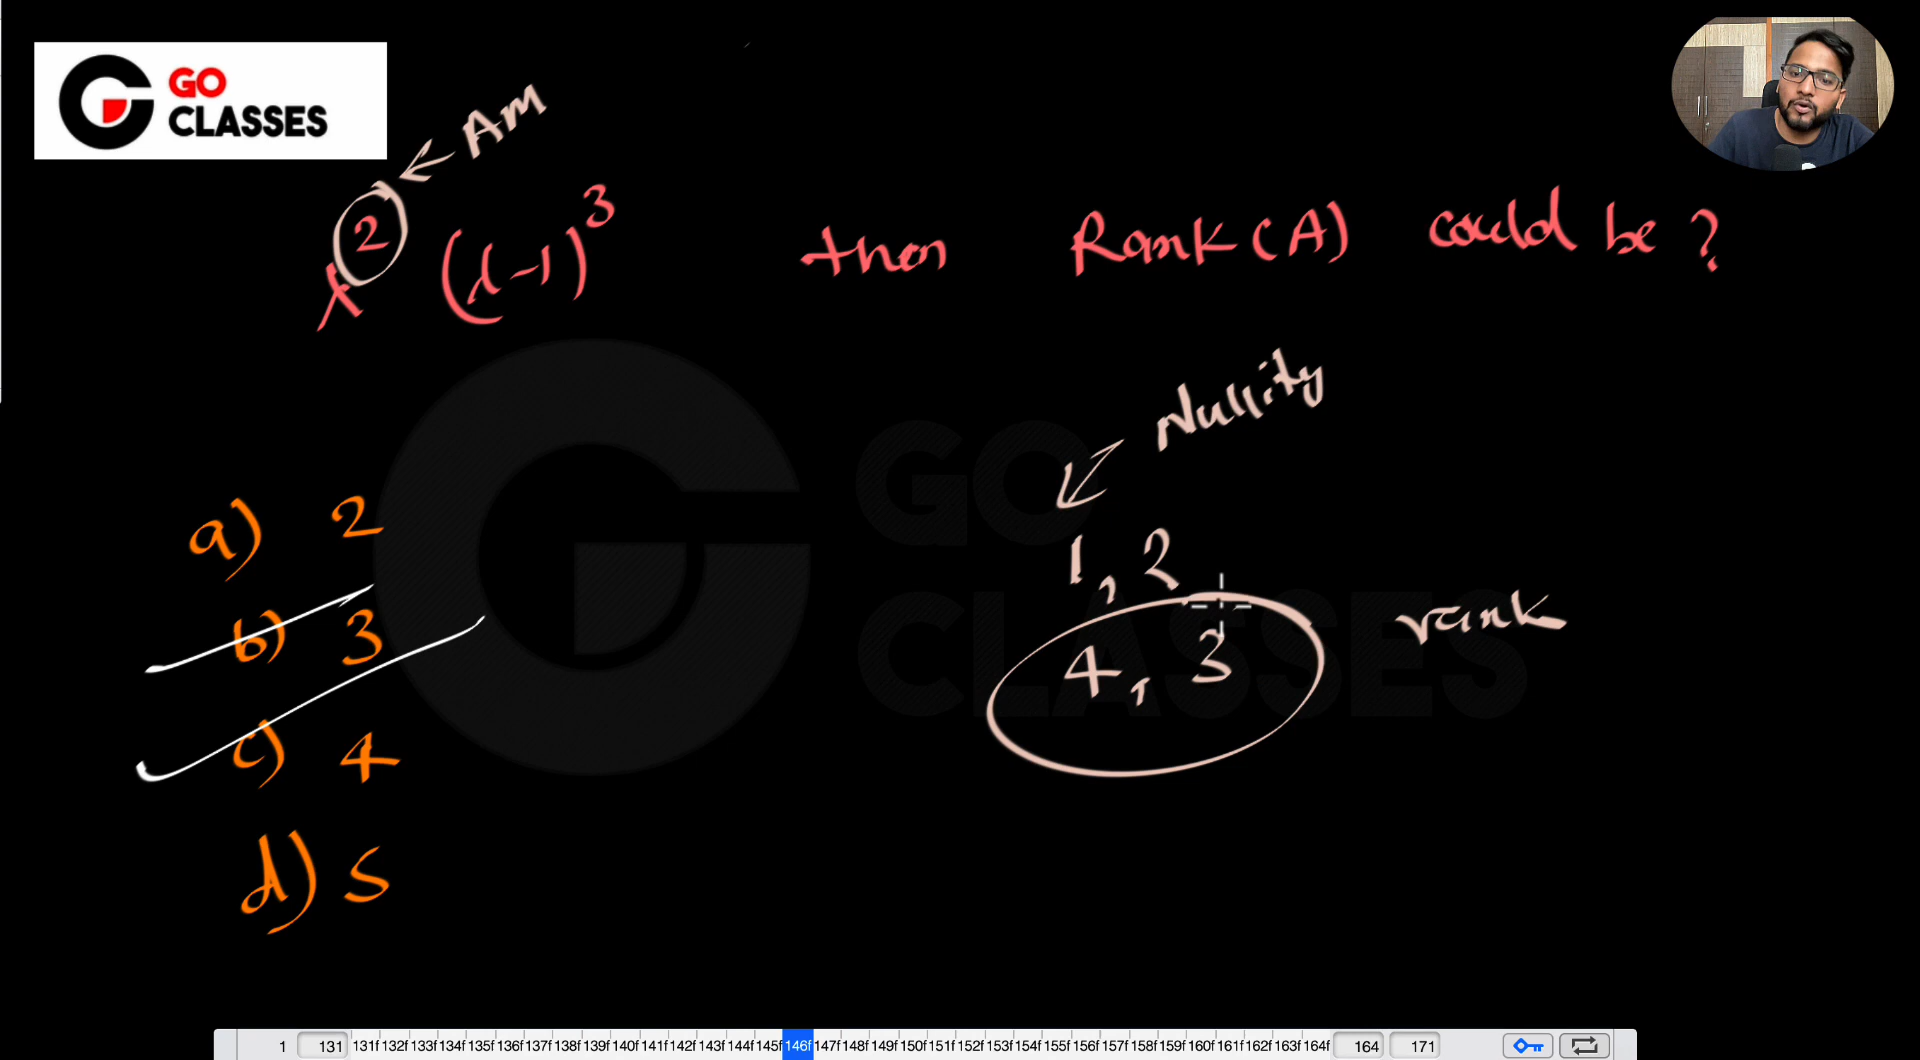 GO
CLASSES
← AM
λ² (λ-1)³ then Rank(A) could be ?
Nullity
a) 2
1, 2
b) 3
4, 3 rank
c) 4
d) 5
GO
CLASSES
1 131 131f 132f 133f 134f 135f 136f 137f 138f 139f 140f 141f 142f 143f 144f 145f 146f 147f 148f 149f 150f 151f 152f 153f 154f 155f 156f 157f 158f 159f 160f 161f 162f 163f 164f 164 171